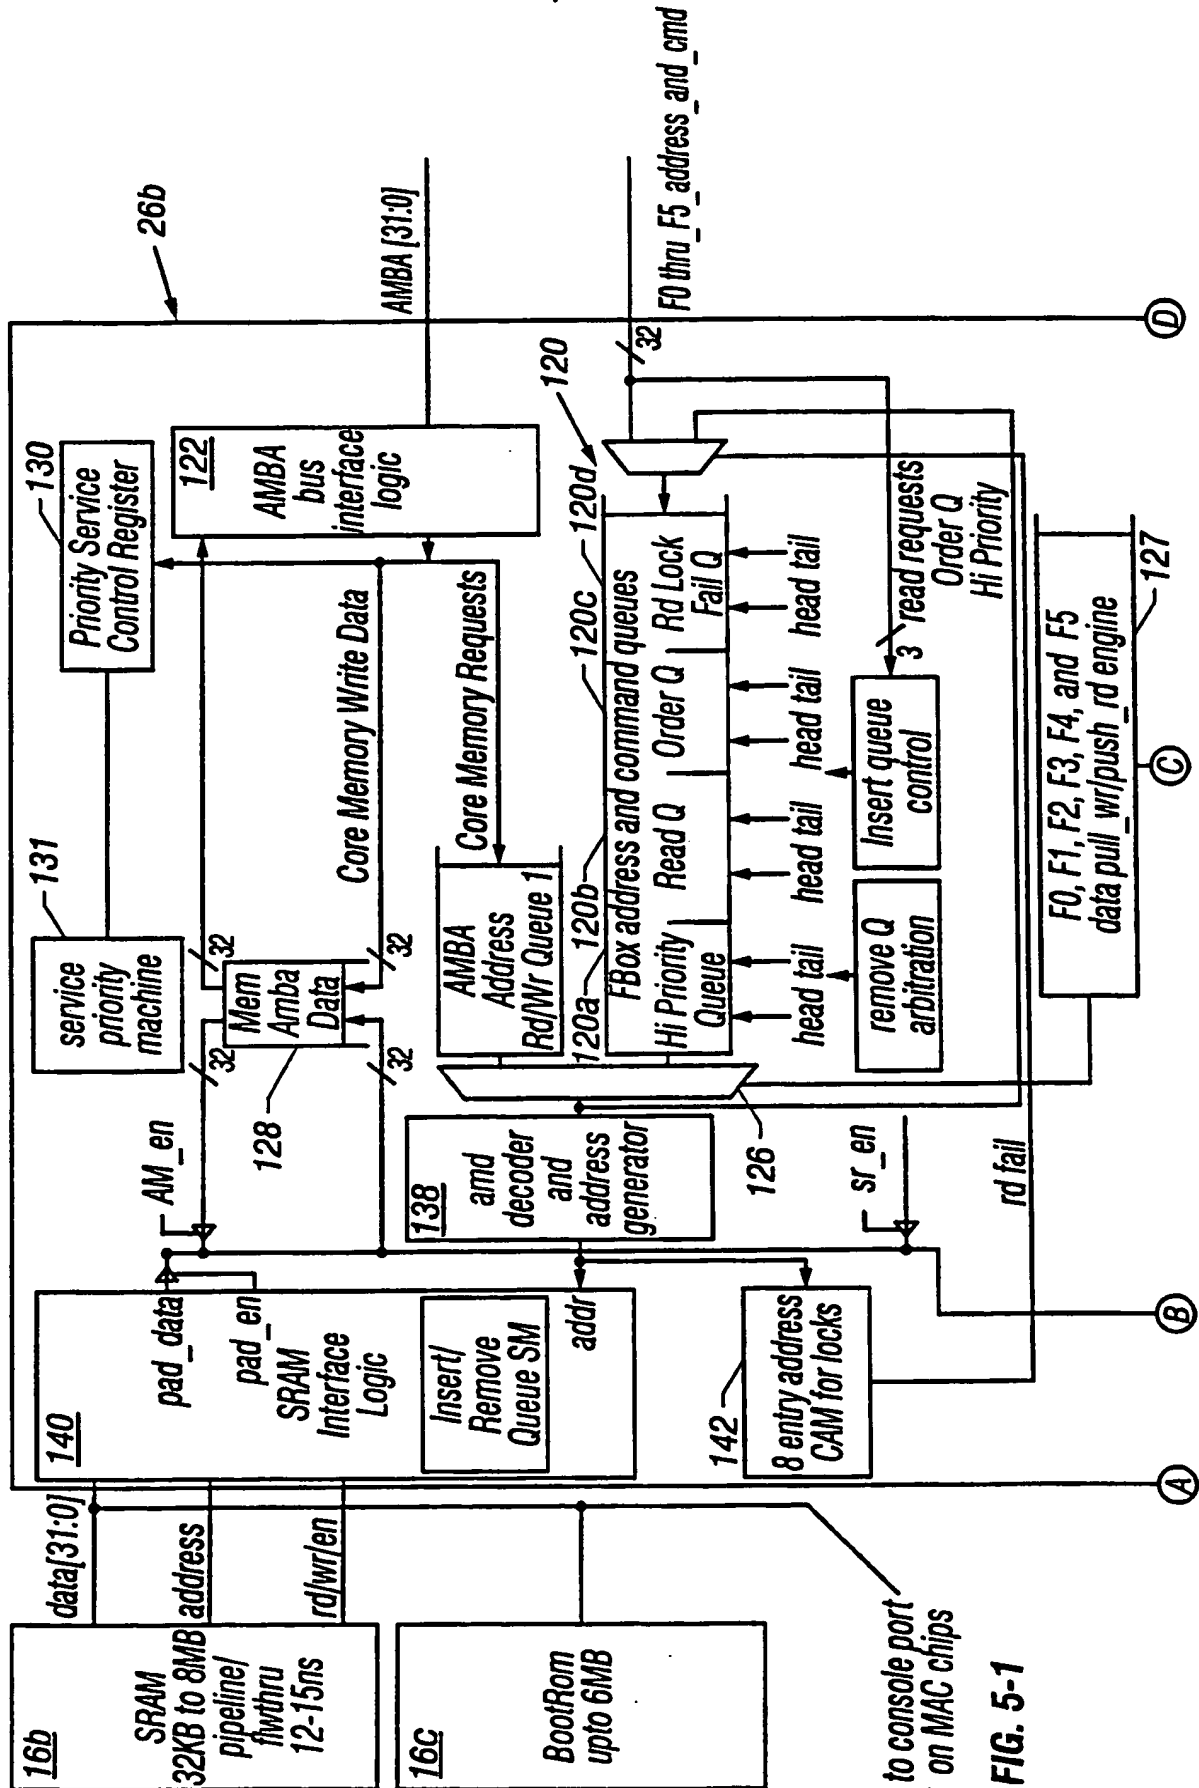 26b
AMBA [31:0]
F0 thru_F5_address_and_cmd
130
Priority Service
Control Register
131
service
priority
machine
122
AMBA
bus
interface
logic
AM_en
32
32
Mem
Amba
Data
32
32
128
Core Memory Write Data
Core Memory Requests
AMBA
Address
Rd/Wr Queue 1
120
32
120a
120b
120c
120d
FBox address and command queues
Hi Priority
Queue
Read Q
Order Q
Rd Lock
Fail Q
head tail
head tail
head tail
head tail
remove Q
arbitration
Insert queue
control
3
read requests
Order Q
Hi Priority
F0, F1, F2, F3, F4, and F5
data pull_wr/push_rd engine
127
126
138
amd
decoder
and
address
generator
sr_en
rd fail
140
pad_data
pad_en
SRAM
Interface
Logic
Insert/
Remove
Queue SM
addr
142
8 entry address
CAM for locks
data[31:0]
address
rd/wr/en
16b
SRAM
32KB to 8MB
pipeline/
flwthru
12-15ns
16c
BootRom
upto 6MB
to console port
on MAC chips
A
B
C
D
FIG. 5-1